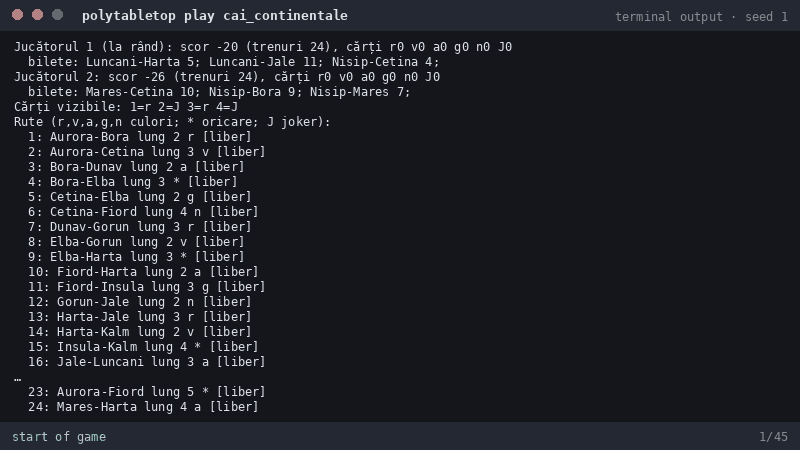 polytabletop play cai_continentale
terminal output · seed 1
Jucătorul 1 (la rând): scor -20 (trenuri 24), cărți r0 v0 a0 g0 n0 J0
bilete: Luncani-Harta 5; Luncani-Jale 11; Nisip-Cetina 4;
Jucătorul 2: scor -26 (trenuri 24), cărți r0 v0 a0 g0 n0 J0
bilete: Mares-Cetina 10; Nisip-Bora 9; Nisip-Mares 7;
Cărți vizibile: 1=r 2=J 3=r 4=J
Rute (r,v,a,g,n culori; * oricare; J joker):
1: Aurora-Bora lung 2 r [liber]
2: Aurora-Cetina lung 3 v [liber]
3: Bora-Dunav lung 2 a [liber]
4: Bora-Elba lung 3 * [liber]
5: Cetina-Elba lung 2 g [liber]
6: Cetina-Fiord lung 4 n [liber]
7: Dunav-Gorun lung 3 r [liber]
8: Elba-Gorun lung 2 v [liber]
9: Elba-Harta lung 3 * [liber]
10: Fiord-Harta lung 2 a [liber]
11: Fiord-Insula lung 3 g [liber]
12: Gorun-Jale lung 2 n [liber]
13: Harta-Jale lung 3 r [liber]
14: Harta-Kalm lung 2 v [liber]
15: Insula-Kalm lung 4 * [liber]
16: Jale-Luncani lung 3 a [liber]
…
23: Aurora-Fiord lung 5 * [liber]
24: Mares-Harta lung 4 a [liber]
start of game
1/45